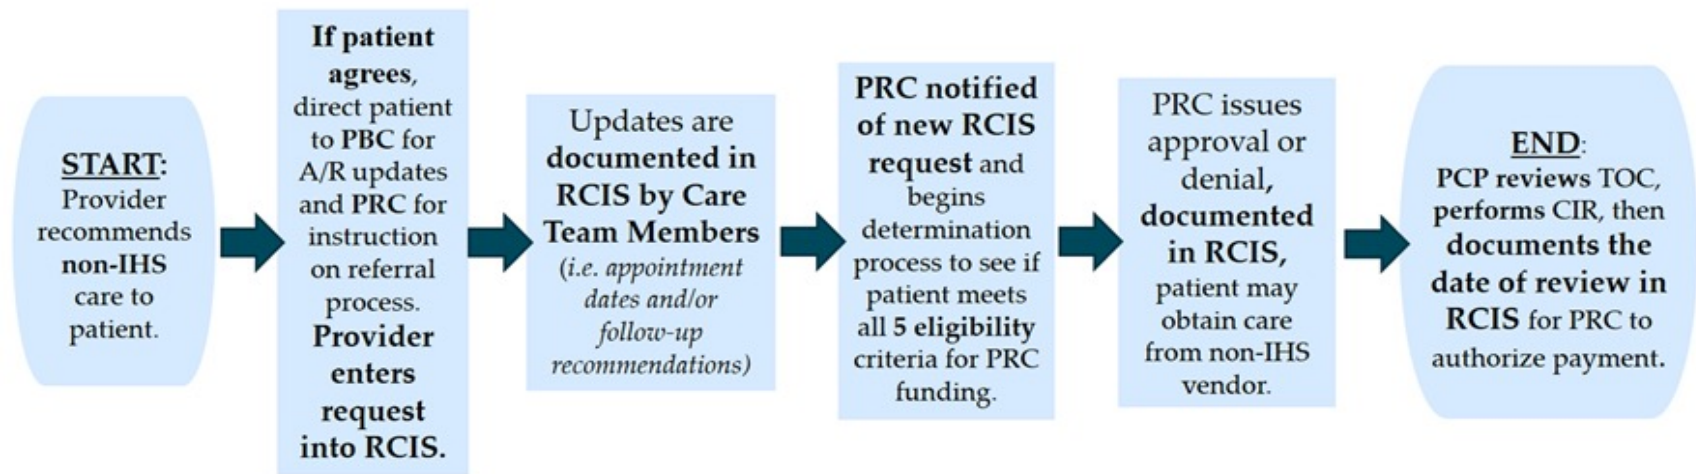 START:
Provider
recommends
non-IHS
care to
patient.
If patient
agrees,
direct patient
to PBC for
A/R updates
and PRC for
instruction
on referral
process.
Provider
enters
request
into RCIS.
Updates are
documented in
RCIS by Care
Team Members
(i.e. appointment
dates and/or
follow-up
recommendations)
PRC notified
of new RCIS
request and
begins
determination
process to see if
patient meets
all 5 eligibility
criteria for PRC
funding.
PRC issues
approval or
denial,
documented
in RCIS,
patient may
obtain care
from non-IHS
vendor.
END:
PCP reviews TOC,
performs CIR, then
documents the
date of review in
RCIS for PRC to
authorize payment.